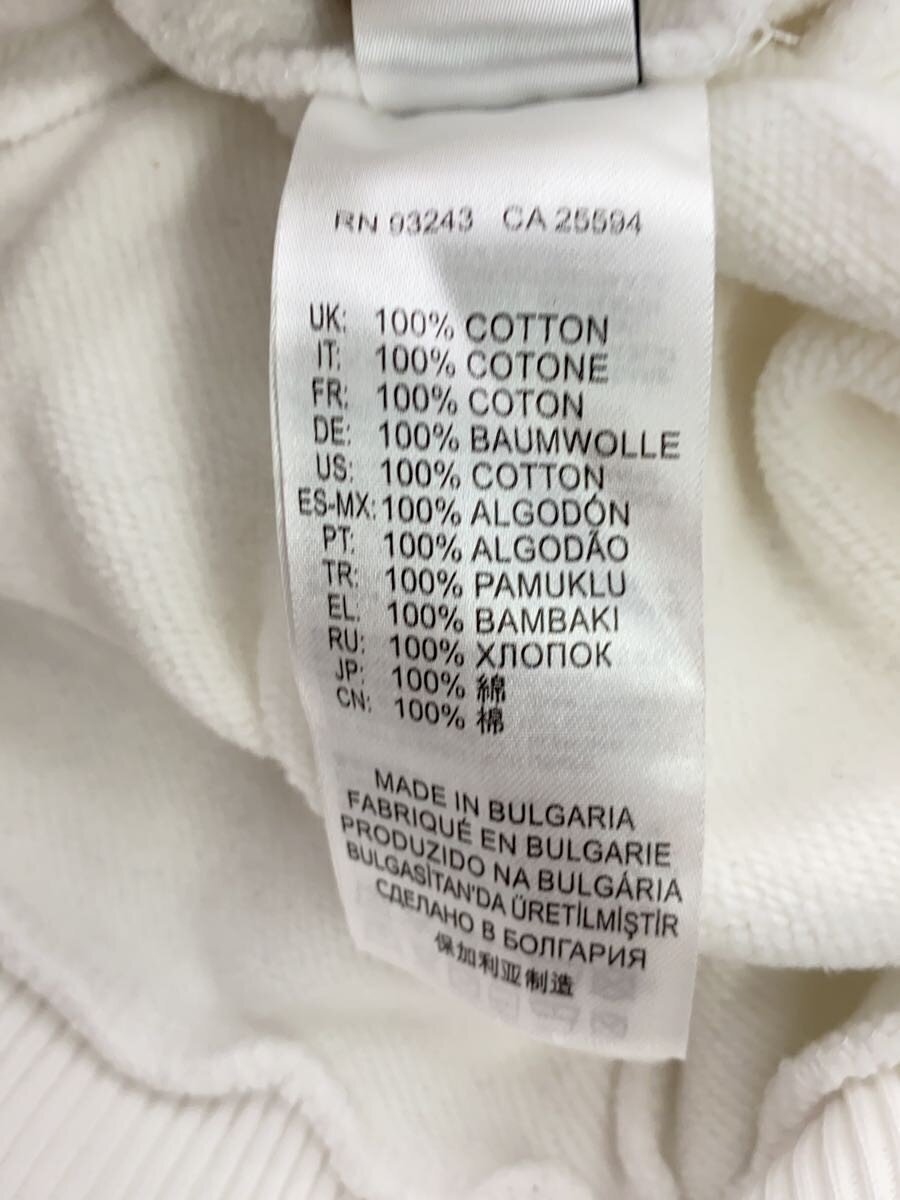 RN 93243 CA 25594
UK: 100% COTTON
IT: 100% COTONE
FR: 100% COTON
DE: 100% BAUMWOLLE
US: 100% COTTON
ES-MX: 100% ALGODÓN
PT: 100% ALGODÃO
TR: 100% PAMUKLU
EL: 100% BAMBAKI
RU: 100% ХЛОПОК
JP: 100% 綿
CN: 100% 棉
MADE IN BULGARIA
FABRIQUÉ EN BULGARIE
PRODUZIDO NA BULGÁRIA
BULGASİTAN'DA ÜRETİLMİŞTİR
СДЕЛАНО В БОЛГАРИЯ
保加利亚制造